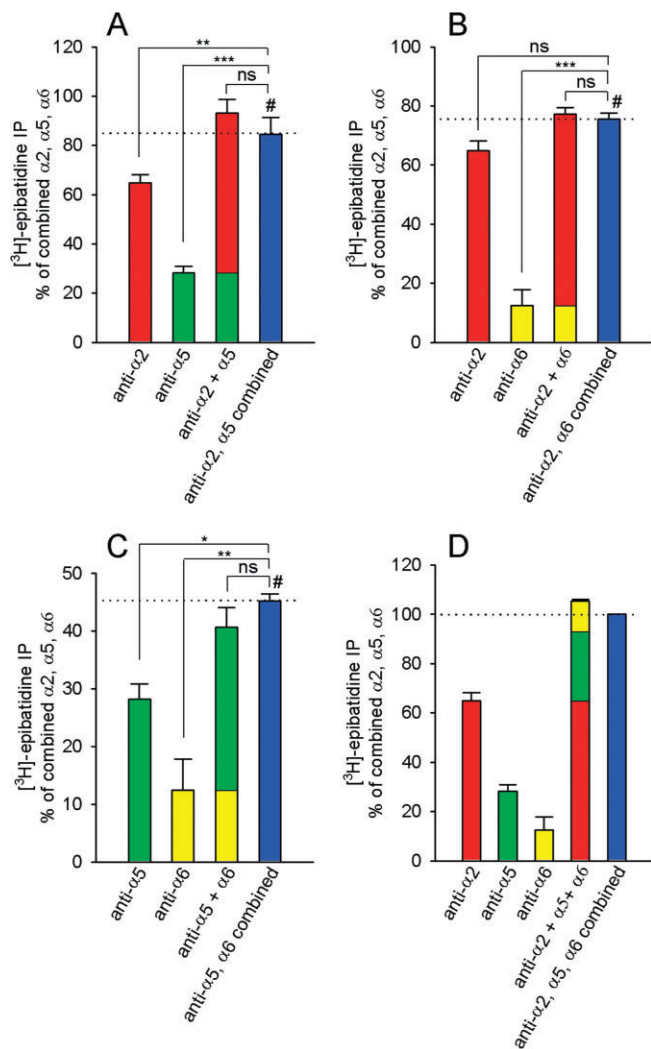 A
[³H]-epibatidine IP
% of combined α2, α5, α6
120
100
80
60
40
20
0
**
***
ns
#
anti-α2
anti-α5
anti-α2 + α5
anti-α2, α5 combined
B
[³H]-epibatidine IP
% of combined α2, α5, α6
100
80
60
40
20
0
ns
***
ns
#
anti-α2
anti-α6
anti-α2 + α6
anti-α2, α6 combined
C
[³H]-epibatidine IP
% of combined α2, α5, α6
50
40
30
20
10
0
*
**
ns
#
anti-α5
anti-α6
anti-α5 + α6
anti-α5, α6 combined
D
[³H]-epibatidine IP
% of combined α2, α5, α6
120
100
80
60
40
20
0
anti-α2
anti-α5
anti-α6
anti-α2 + α5+ α6
anti-α2, α5, α6 combined